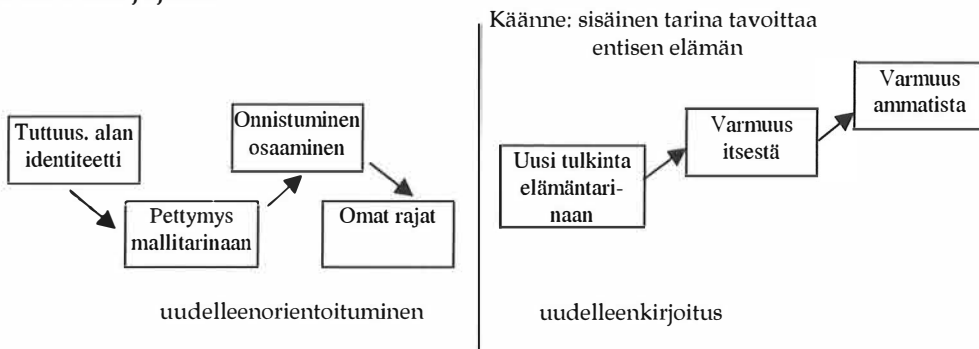 Käänne: sisäinen tarina tavoittaa
entisen elämän
Tuttuus. alan
identiteetti
Pettymys
mallitarinaan
Onnistuminen
osaaminen
Omat rajat
uudelleenorientoituminen
Uusi tulkinta
elämäntari-
naan
Varmuus
itsestä
Varmuus
ammatista
uudelleenkirjoitus